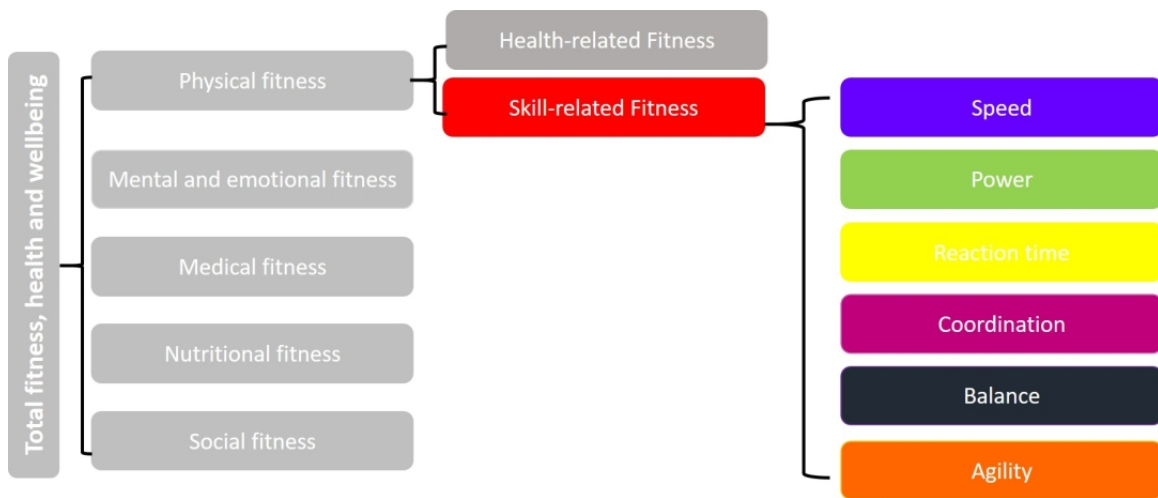 Total fitness, health and wellbeing
Physical fitness
Mental and emotional fitness
Medical fitness
Nutritional fitness
Social fitness
Health-related Fitness
Skill-related Fitness
Speed
Power
Reaction time
Coordination
Balance
Agility